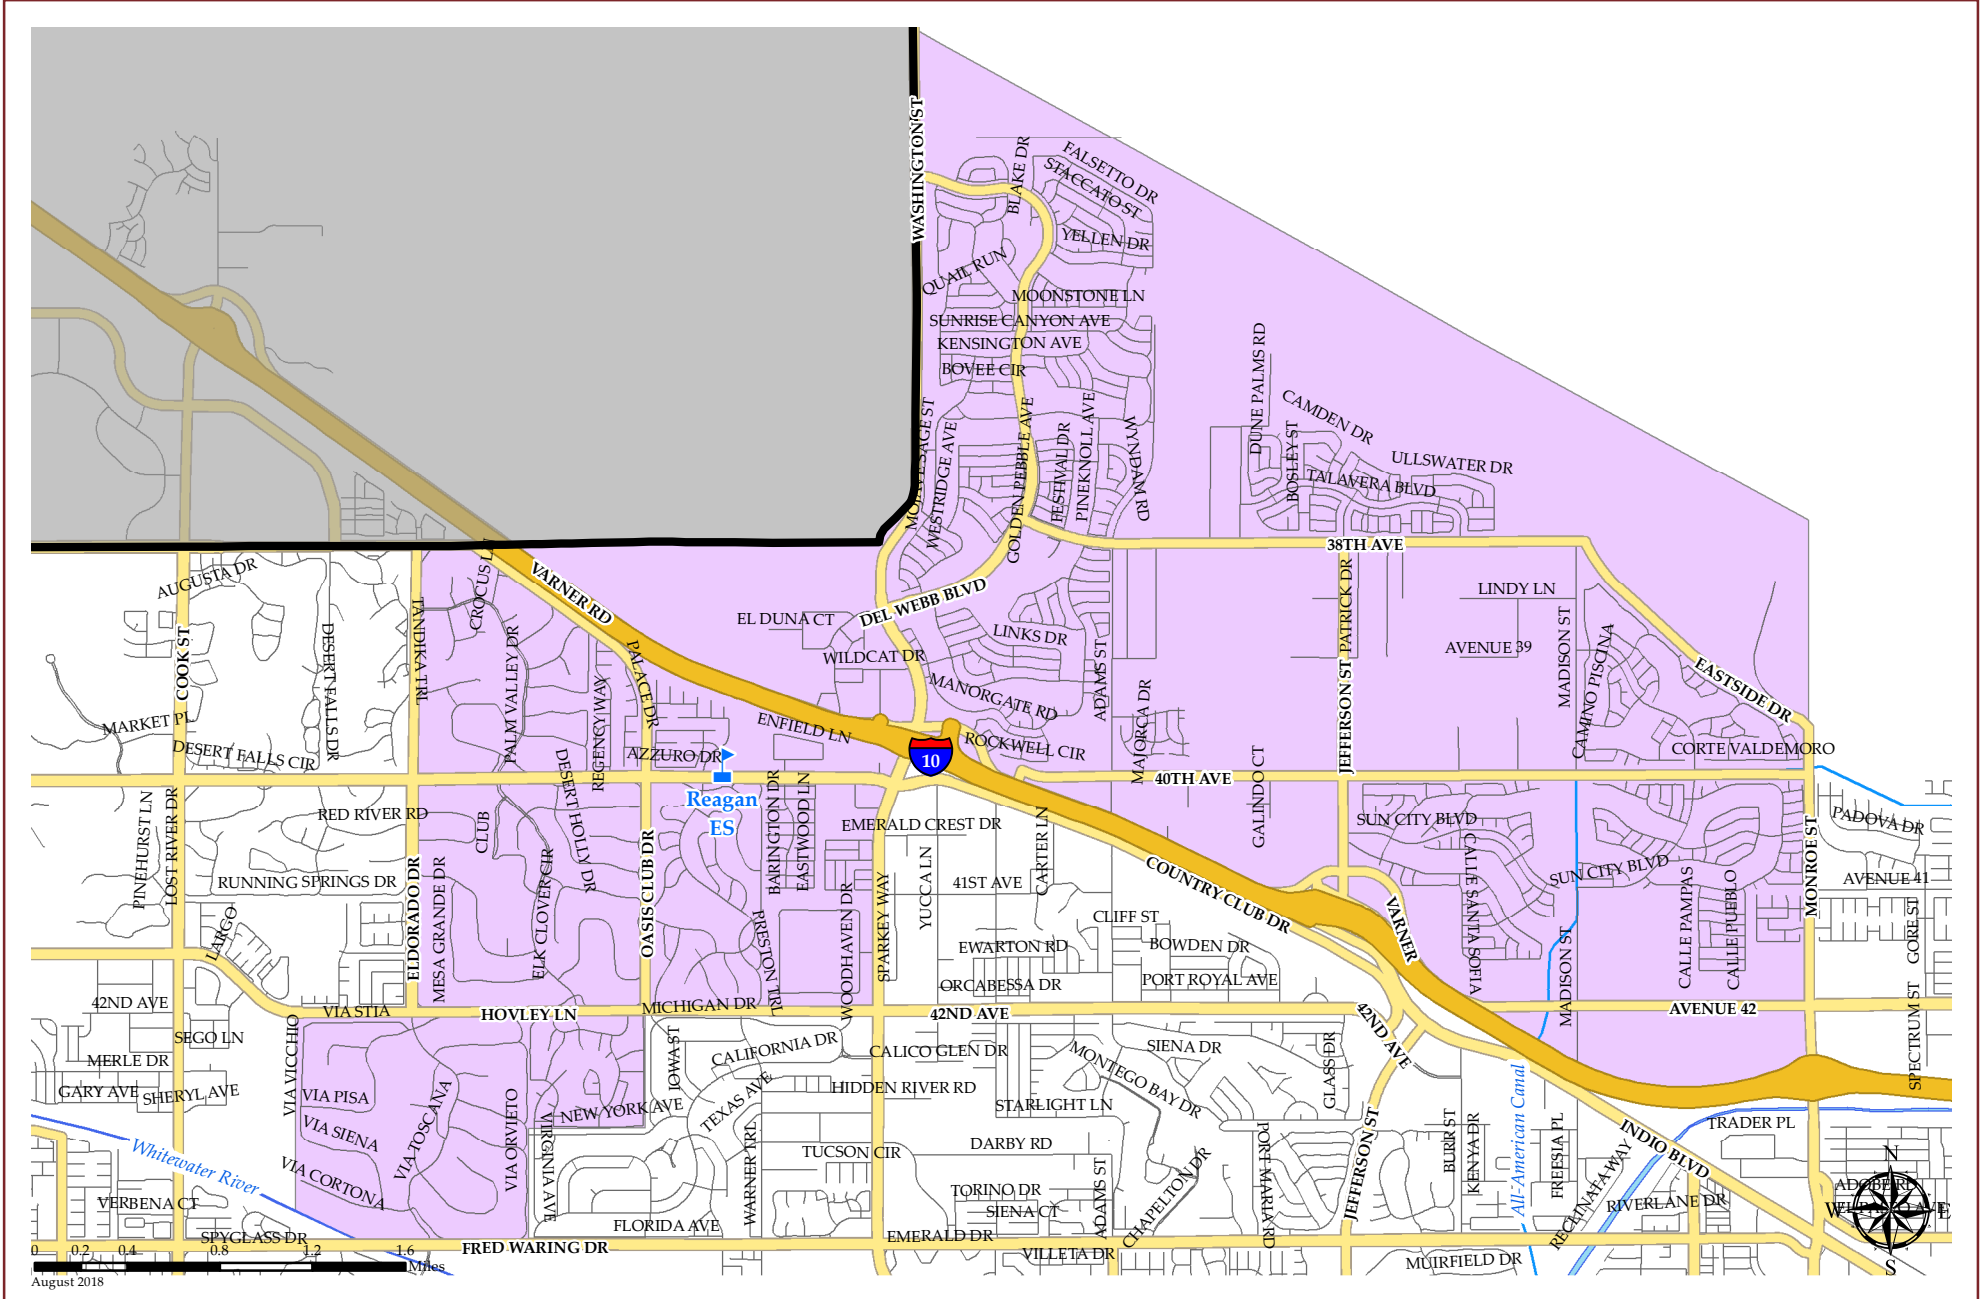 WASHINGTON ST
BLAKE DR
FALSETTO DR
STACCATO ST
YELLEN DR
QUAIL RUN
MOONSTONE LN
SUNRISE CANYON AVE
KENSINGTON AVE
BOVEE CIR
DUNE PALMS RD
CAMDEN DR
MOJAVE SAGE ST
WESTRIDGE AVE
GOLDEN PEBBLE AVE
FESHVAL DR
PINEKNOLL AVE
WYNDAM RD
BOSLEY ST
ULLSWATER DR
TALAVERA BLVD
38TH AVE
AUGUSTA DR
CROCUS LN
VARNER RD
DEL WEBB BLVD
PATRICK DR
LINDY LN
TANDIKA TRL
EL DUNA CT
LINKS DR
COOK ST
DESERT FALLS DR
PALM VALLEY DR
PALACE DR
WILDCAT DR
ADAMS ST
AVENUE 39
MADISON ST
CAMINO PISCINA
EASTSIDE DR
REGENCY WAY
MANORGATE RD
MAJORCA DR
JEFFERSON ST
MARKET PL
ENFIELD LN
DESERT FALLS CIR
AZZURO DR
ROCKWELL CIR
CORTE VALDEMORO
10
40TH AVE
Reagan
ES
PINEHURST LN
LOST RIVER DR
RED RIVER RD
CLUB
DESERT HOLLY DR
BARINGTON DR
EASTWOOD LN
EMERALD CREST DR
CARTER LN
GALINDO CT
SUN CITY BLVD
PADOVA DR
RUNNING SPRINGS DR
ELDORADO DR
MESA GRANDE DR
ELK CLOVER CIR
OASIS CLUB DR
YUCCA LN
41ST AVE
COUNTRY CLUB DR
CALLE SANTA SOFIA
SUN CITY BLVD
MONROE ST
AVENUE 41
LARGO
PRESTON TRL
WOODHAVEN DR
SPARKEY WAY
CLIFF ST
VARNER
CALLE PAMPAS
CALLE PUEBLO
GORE ST
EWARTON RD
BOWDEN DR
MADISON ST
ORCABESSA DR
PORT ROYAL AVE
42ND AVE
VIA STIA
HOVLEY LN
MICHIGAN DR
42ND AVE
42ND AVE
AVENUE 42
SPECTRUM ST
SEGO LN
VIA VICCHIO
IOWA ST
CALIFORNIA DR
CALICO GLEN DR
SIENA DR
GLASS DR
MERLE DR
MONTEGO BAY DR
GARY AVE
SHERYL AVE
VIA PISA
VIA TOSCANA
VIA ORVIETO
NEW YORK AVE
TEXAS AVE
HIDDEN RIVER RD
STARLIGHT LN
All-American Canal
VIA SIENA
VIRGINIA AVE
WARNER TRL
TUCSON CIR
DARBY RD
PORT MARIA RD
JEFFERSON ST
BURR ST
KENYA DR
FREESIA PL
INDIO BLVD
TRADER PL
Whitewater River
VIA CORTONA
ADAMS ST
CHAPELTON DR
RECLINATA WAY
N
VERBENA CT
TORINO DR
SIENA CT
RIVERLANE DR
ADOBE RD
W
E
FLORIDA AVE
SPYGLASS DR
FRED WARING DR
EMERALD DR
VILLETA DR
MUIRFIELD DR
S
0 0.2 0.4 0.8 1.2 1.6
Miles
August 2018